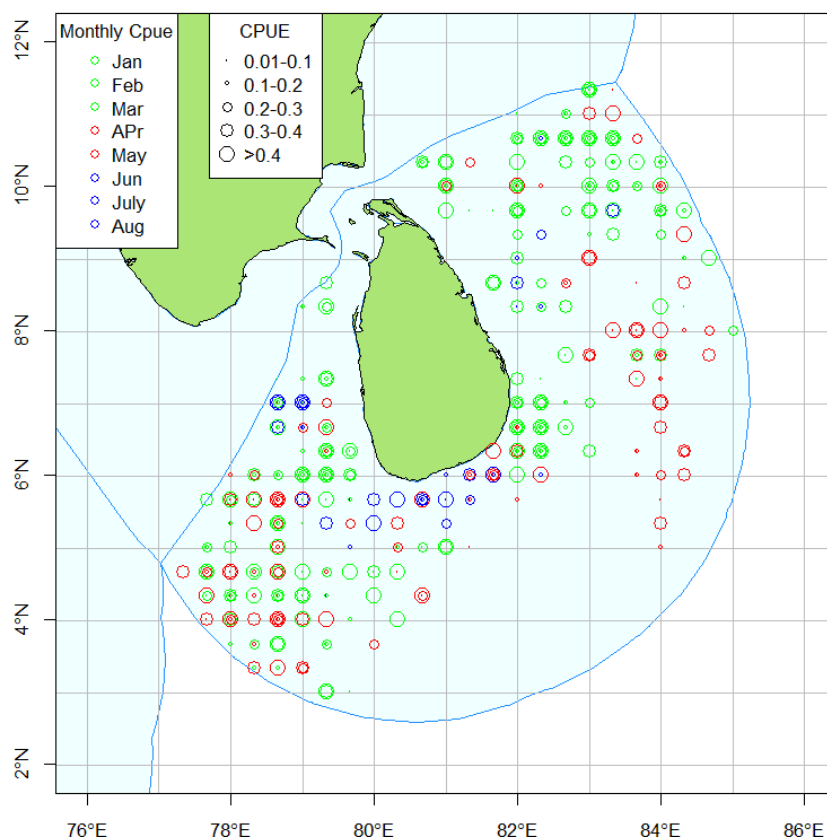 Monthly Cpue
Jan
Feb
Mar
APr
May
Jun
July
Aug
CPUE
0.01-0.1
0.1-0.2
0.2-0.3
0.3-0.4
>0.4
12°N
10°N
8°N
6°N
4°N
2°N
76°E
78°E
80°E
82°E
84°E
86°E